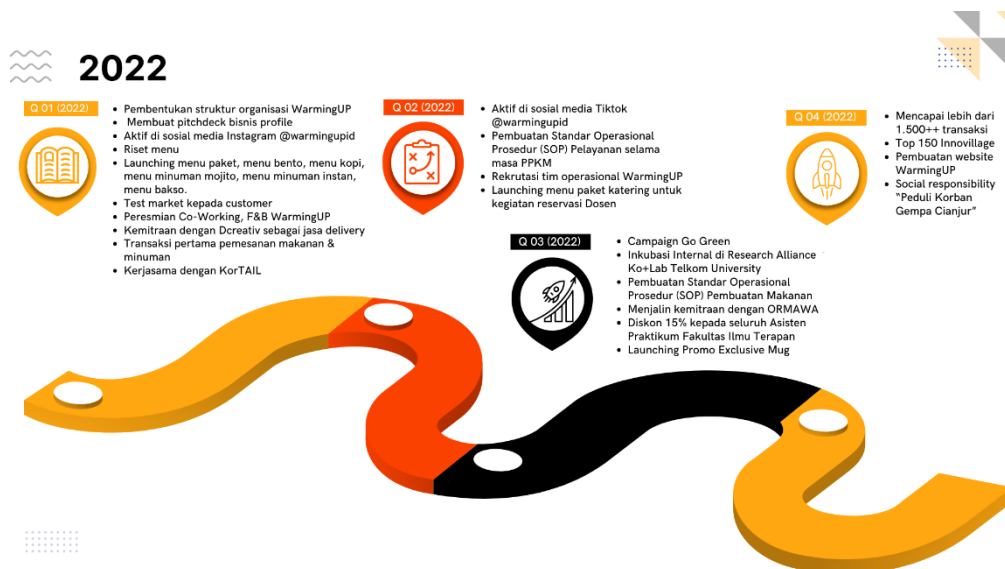 2022
Q 01 (2022)
• Pembentukan struktur organisasi WarmingUP
• Membuat pitchdeck bisnis profile
• Aktif di sosial media Instagram @warmingupid
• Riset menu
• Launching menu paket, menu bento, menu kopi,
menu minuman mojito, menu minuman instan,
menu bakso.
• Test market kepada customer
• Peresmian Co-Working, F&B WarmingUP
• Kemitraan dengan Dcreativ sebagai jasa delivery
• Transaksi pertama pemesanan makanan &
minuman
• Kerjasama dengan KorTAIL
Q 02 (2022)
• Aktif di sosial media Tiktok
@warmingupid
• Pembuatan Standar Operasional
Prosedur (SOP) Pelayanan selama
masa PPKM
• Rekrutasi tim operasional WarmingUP
• Launching menu paket katering untuk
kegiatan reservasi Dosen
Q 03 (2022)
• Campaign Go Green
• Inkubasi Internal di Research Alliance
Ko+Lab Telkom University
• Pembuatan Standar Operasional
Prosedur (SOP) Pembuatan Makanan
• Menjalin kemitraan dengan ORMAWA
• Diskon 15% kepada seluruh Asisten
Praktikum Fakultas Ilmu Terapan
• Launching Promo Exclusive Mug
Q 04 (2022)
• Mencapai lebih dari
1.500++ transaksi
• Top 150 Innovillage
• Pembuatan website
WarmingUP
• Social responsibility
“Peduli Korban
Gempa Cianjur”